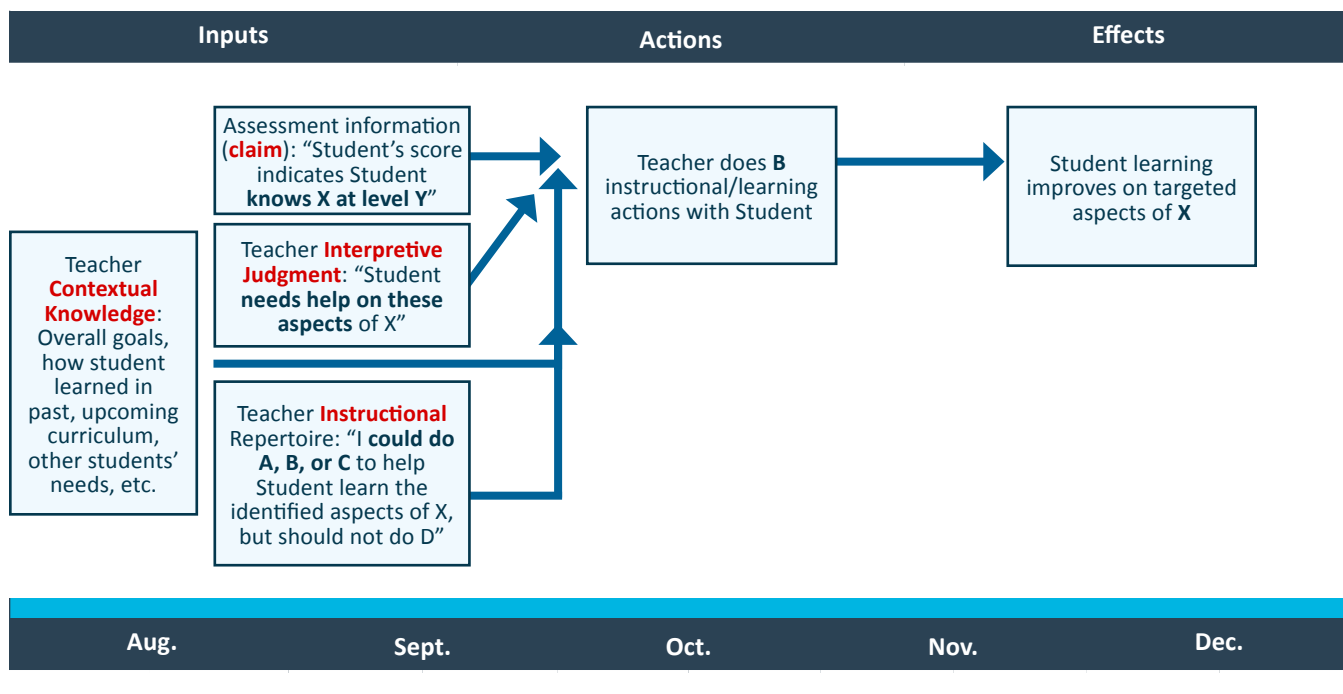 Inputs
Actions
Effects
Assessment information
(claim): “Student’s score
indicates Student
knows X at level Y”
Teacher Interpretive
Judgment: “Student
needs help on these
aspects of X”
Teacher
Contextual
Knowledge:
Overall goals,
how student
learned in
past, upcoming
curriculum,
other students’
needs, etc.
Teacher Instructional
Repertoire: “I could do
A, B, or C to help
Student learn the
identified aspects of X,
but should not do D”
Teacher does B
instructional/learning
actions with Student
Student learning
improves on targeted
aspects of X
Aug.
Sept.
Oct.
Nov.
Dec.